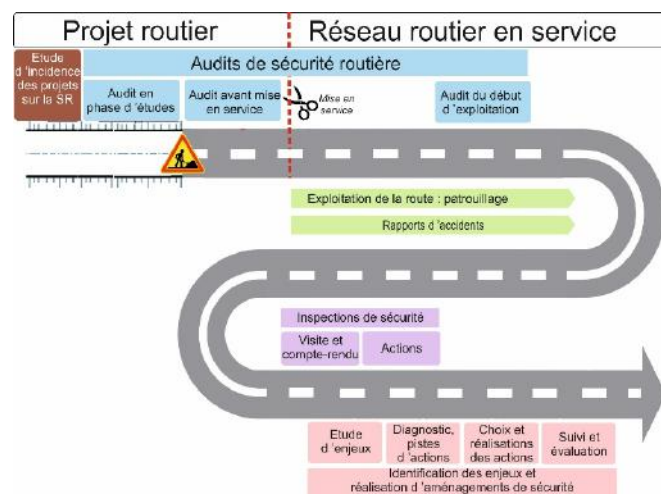 Projet routier
Réseau routier en service
Etude
d 'incidence
des projets
sur la SR
Audits de sécurité routière
Audit en
phase d 'études
Audit avant mise
en service
Mise en
service
Audit du début
d 'exploitation
Exploitation de la route : patrouillage
Rapports d 'accidents
Inspections de sécurité
Visite et
compte-rendu
Actions
Etude
d 'enjeux
Diagnostic,
pistes
d 'actions
Choix et
réalisations
des actions
Suivi et
évaluation
Identification des enjeux et
réalisation d 'aménagements de sécurité